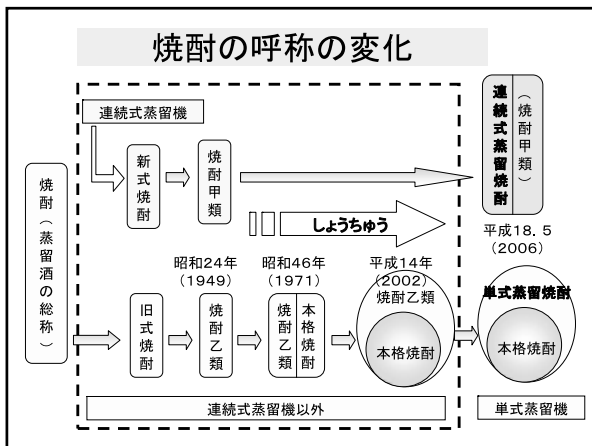 焼酎の呼称の変化
連続式蒸留機
焼酎（蒸留酒の総称）
新式焼酎
焼酎甲類
連続式蒸留焼酎
（焼酎甲類）
しょうちゅう
平成18.5
（2006）
昭和24年
（1949）
昭和46年
（1971）
平成14年
（2002）
旧式焼酎
焼酎乙類
焼酎乙類
本格焼酎
焼酎乙類
本格焼酎
単式蒸留焼酎
本格焼酎
連続式蒸留機以外
単式蒸留機